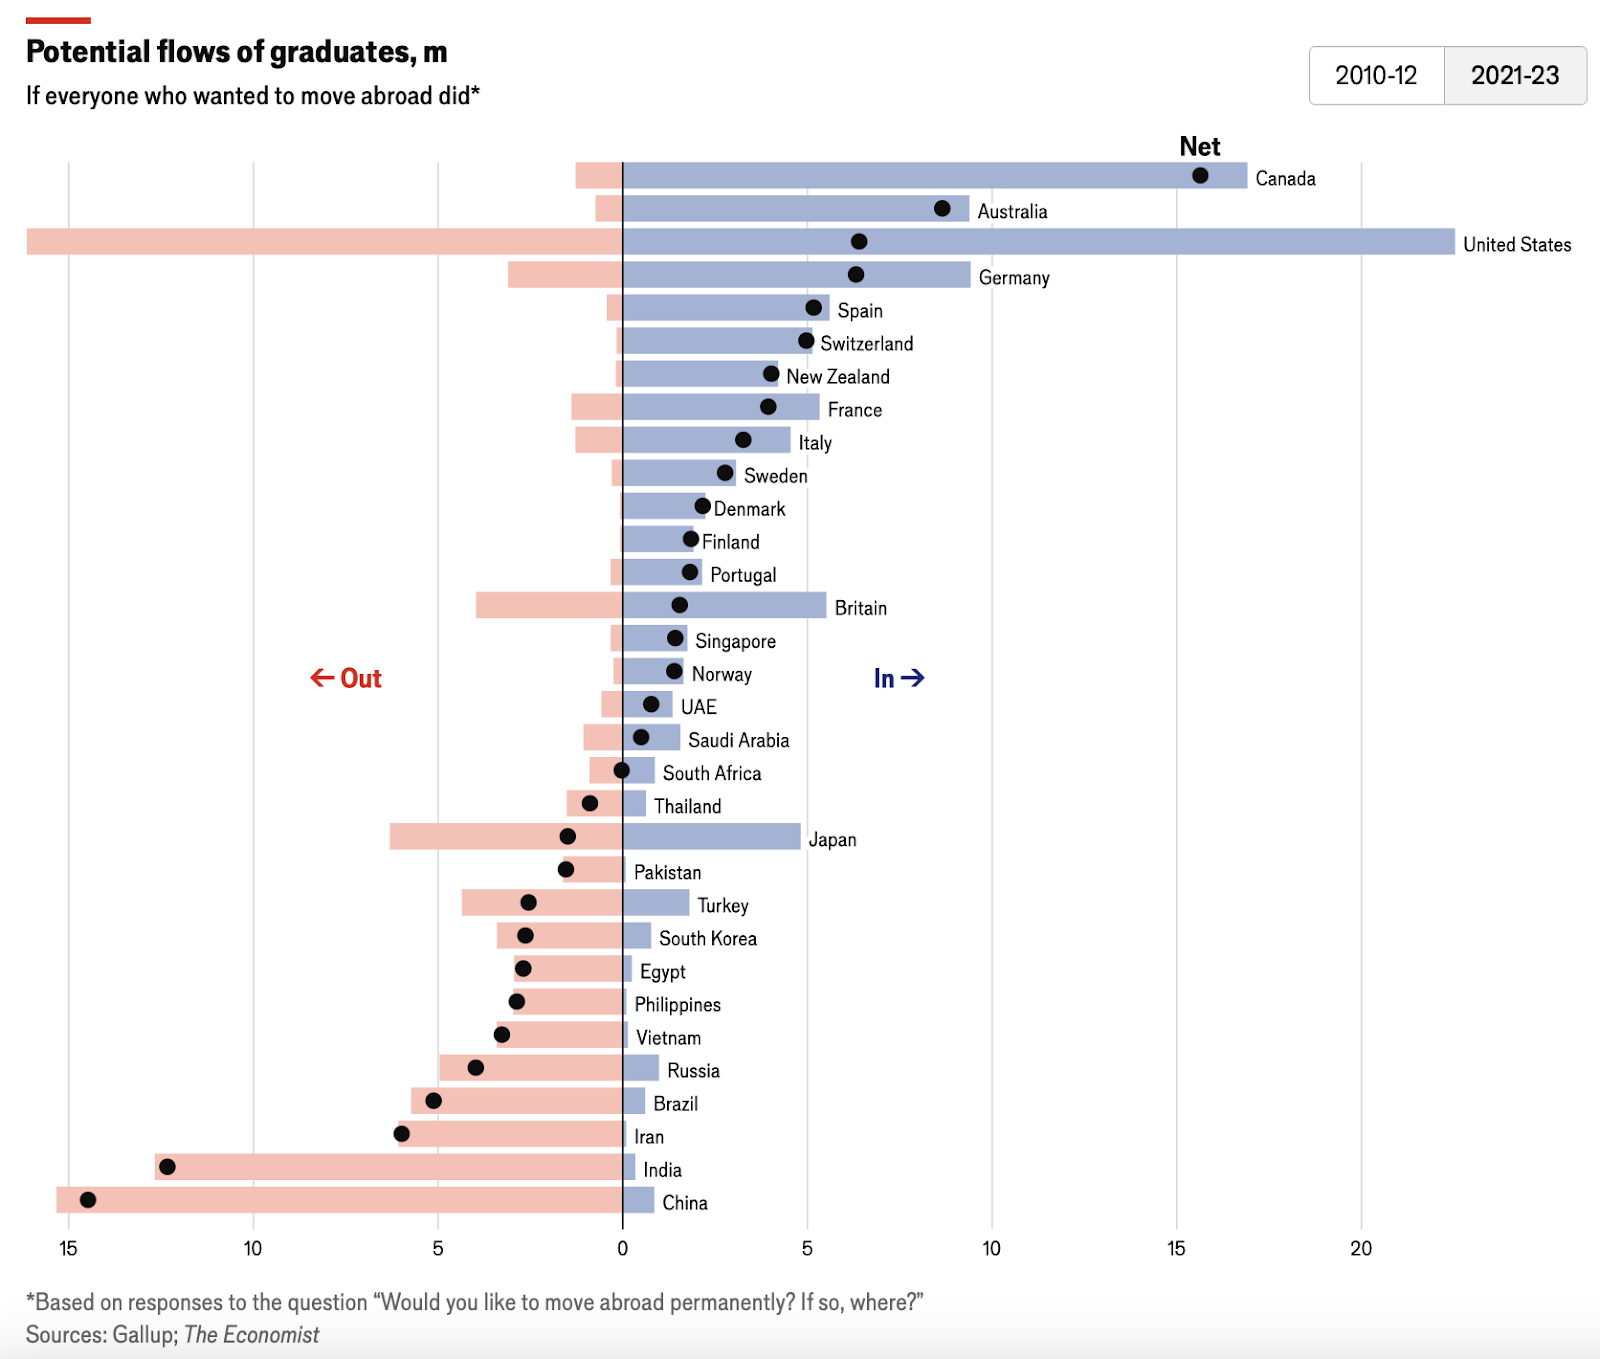 Potential flows of graduates, m
If everyone who wanted to move abroad did*
2010-12
2021-23
Net
Canada
Australia
United States
Germany
Spain
Switzerland
New Zealand
France
Italy
Sweden
Denmark
Finland
Portugal
Britain
Singapore
← Out
In →
Norway
UAE
Saudi Arabia
South Africa
Thailand
Japan
Pakistan
Turkey
South Korea
Egypt
Philippines
Vietnam
Russia
Brazil
Iran
India
China
15 10 5 0 5 10 15 20
*Based on responses to the question “Would you like to move abroad permanently? If so, where?”
Sources: Gallup; The Economist